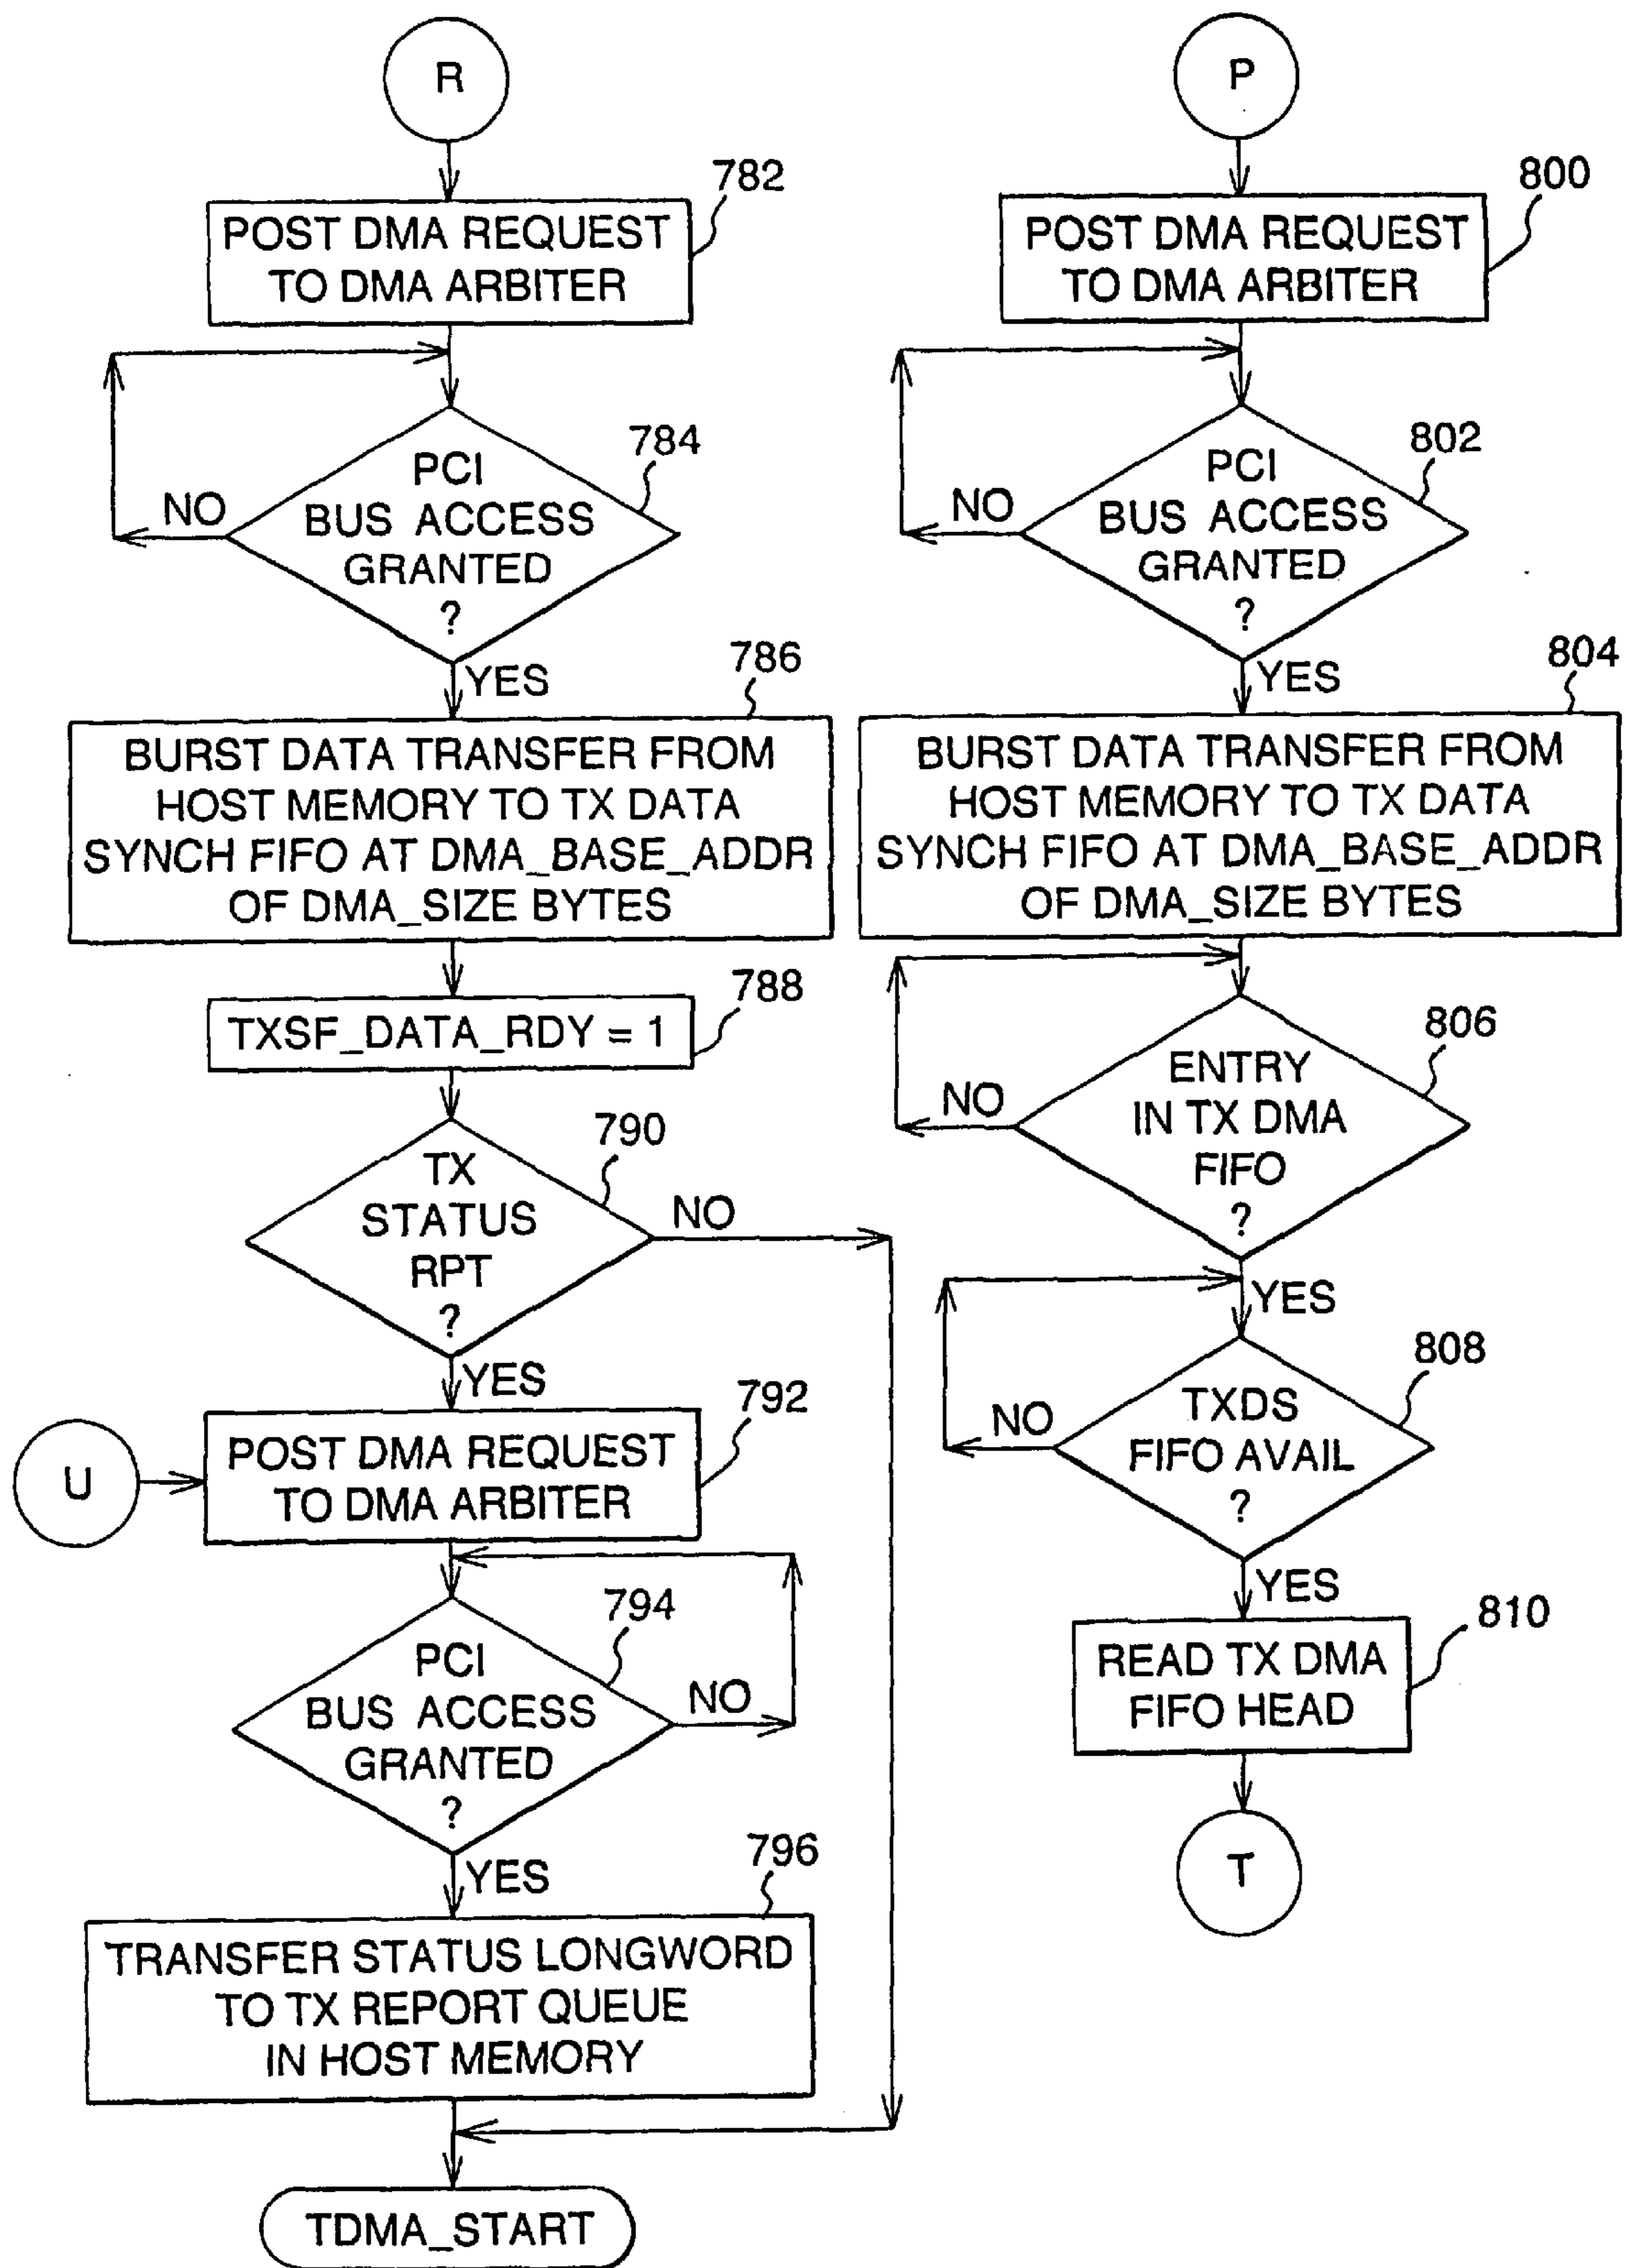 R
782
POST DMA REQUEST
TO DMA ARBITER
784
PCI
BUS ACCESS
GRANTED
?
NO
YES
786
BURST DATA TRANSFER FROM
HOST MEMORY TO TX DATA
SYNCH FIFO AT DMA_BASE_ADDR
OF DMA_SIZE BYTES
788
TXSF_DATA_RDY = 1
790
TX
STATUS
RPT
?
NO
YES
792
U
POST DMA REQUEST
TO DMA ARBITER
794
PCI
BUS ACCESS
GRANTED
?
NO
YES
796
TRANSFER STATUS LONGWORD
TO TX REPORT QUEUE
IN HOST MEMORY
TDMA_START
P
800
POST DMA REQUEST
TO DMA ARBITER
802
PCI
BUS ACCESS
GRANTED
?
NO
YES
804
BURST DATA TRANSFER FROM
HOST MEMORY TO TX DATA
SYNCH FIFO AT DMA_BASE_ADDR
OF DMA_SIZE BYTES
806
ENTRY
IN TX DMA
FIFO
?
NO
YES
808
TXDS
FIFO AVAIL
?
NO
YES
810
READ TX DMA
FIFO HEAD
T